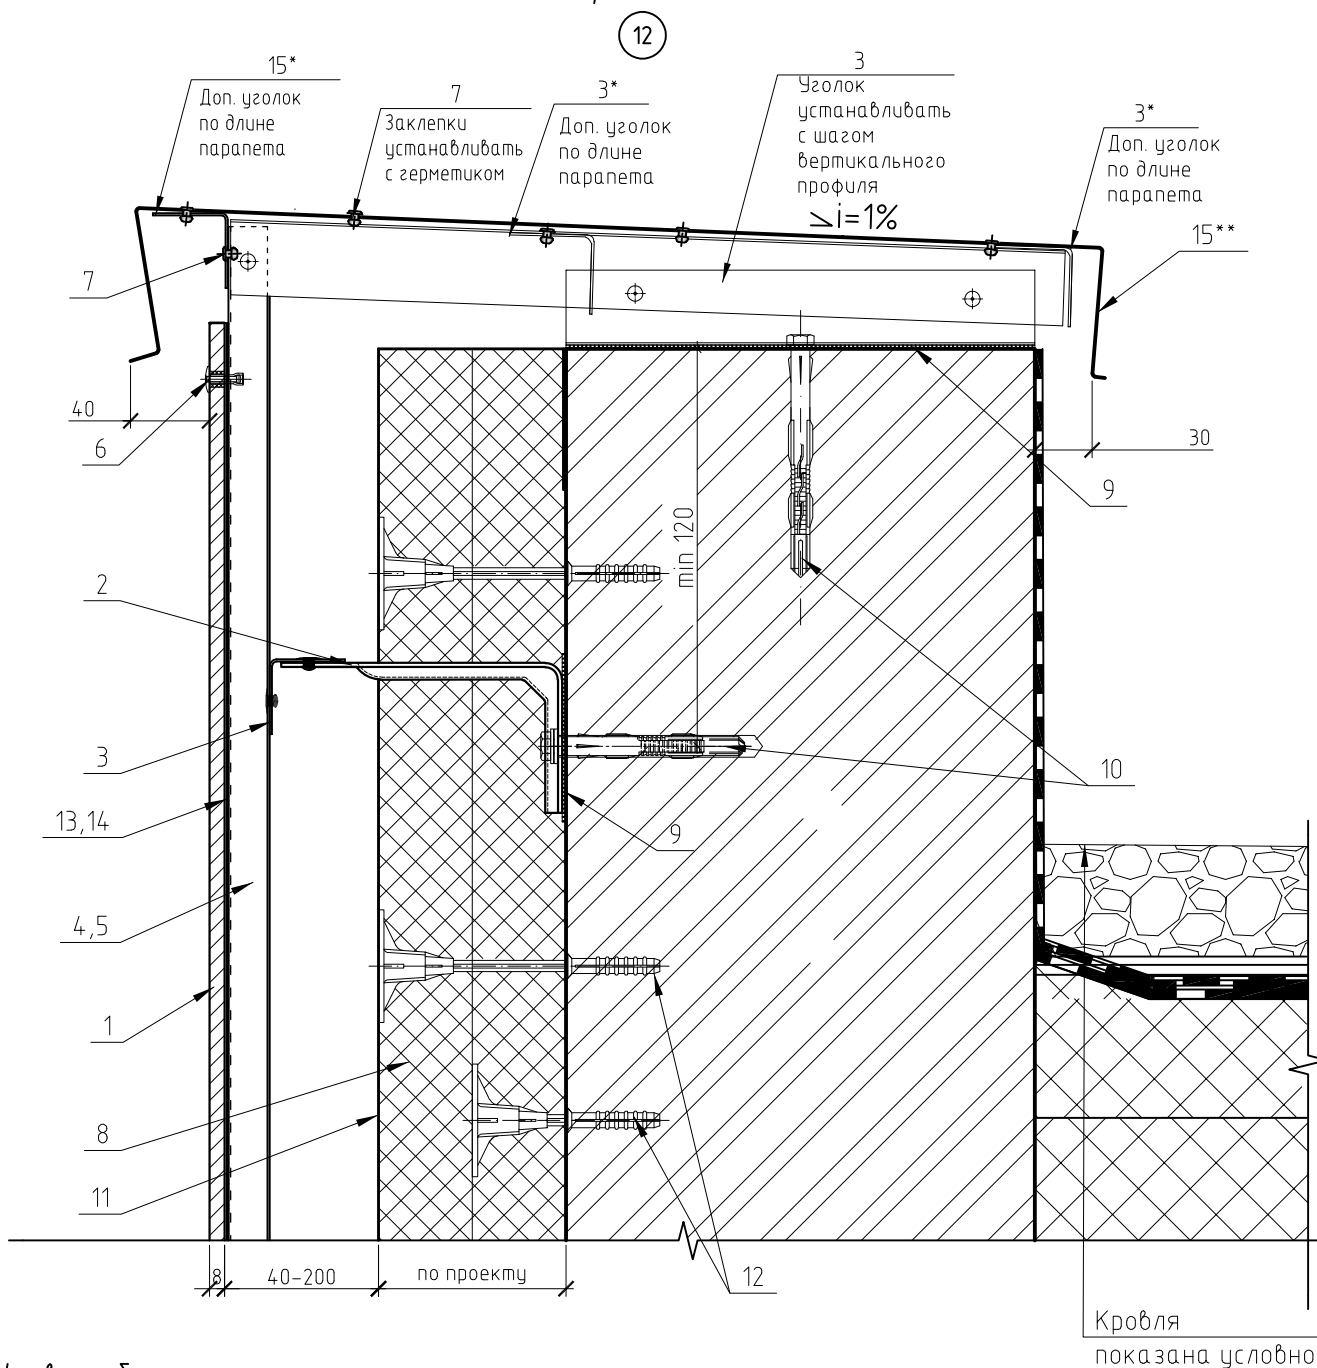 12
15*
Доп. уголок
по длине
парапета
7
Заклепки
устанавливать
с герметиком
3*
Доп. уголок
по длине
парапета
3
Уголок
устанавливать
с шагом
вертикального
профиля
i=1%
3*
Доп. уголок
по длине
парапета
15**
7
40
6
30
9
min 120
2
3
10
13,14
9
4,5
1
8
11
8
40-200
по проекту
12
Кровля
показана условно